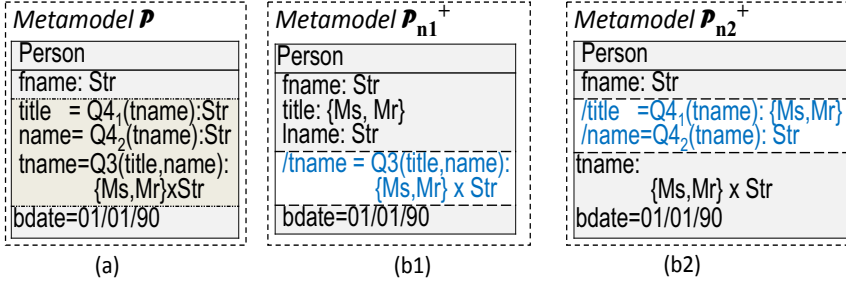 Metamodel P
Person
fname: Str
title = Q4₁(tname):Str
name= Q4₂(tname):Str
tname=Q3(title,name):
{Ms,Mr}xStr
bdate=01/01/90
(a)
Metamodel Pn1+
Person
fname: Str
title: {Ms, Mr}
lname: Str
/tname = Q3(title,name):
{Ms,Mr} x Str
bdate=01/01/90
(b1)
Metamodel Pn2+
Person
fname: Str
/title =Q4₁(tname): {Ms,Mr}
/name=Q4₂(tname): Str
tname:
{Ms,Mr} x Str
bdate=01/01/90
(b2)